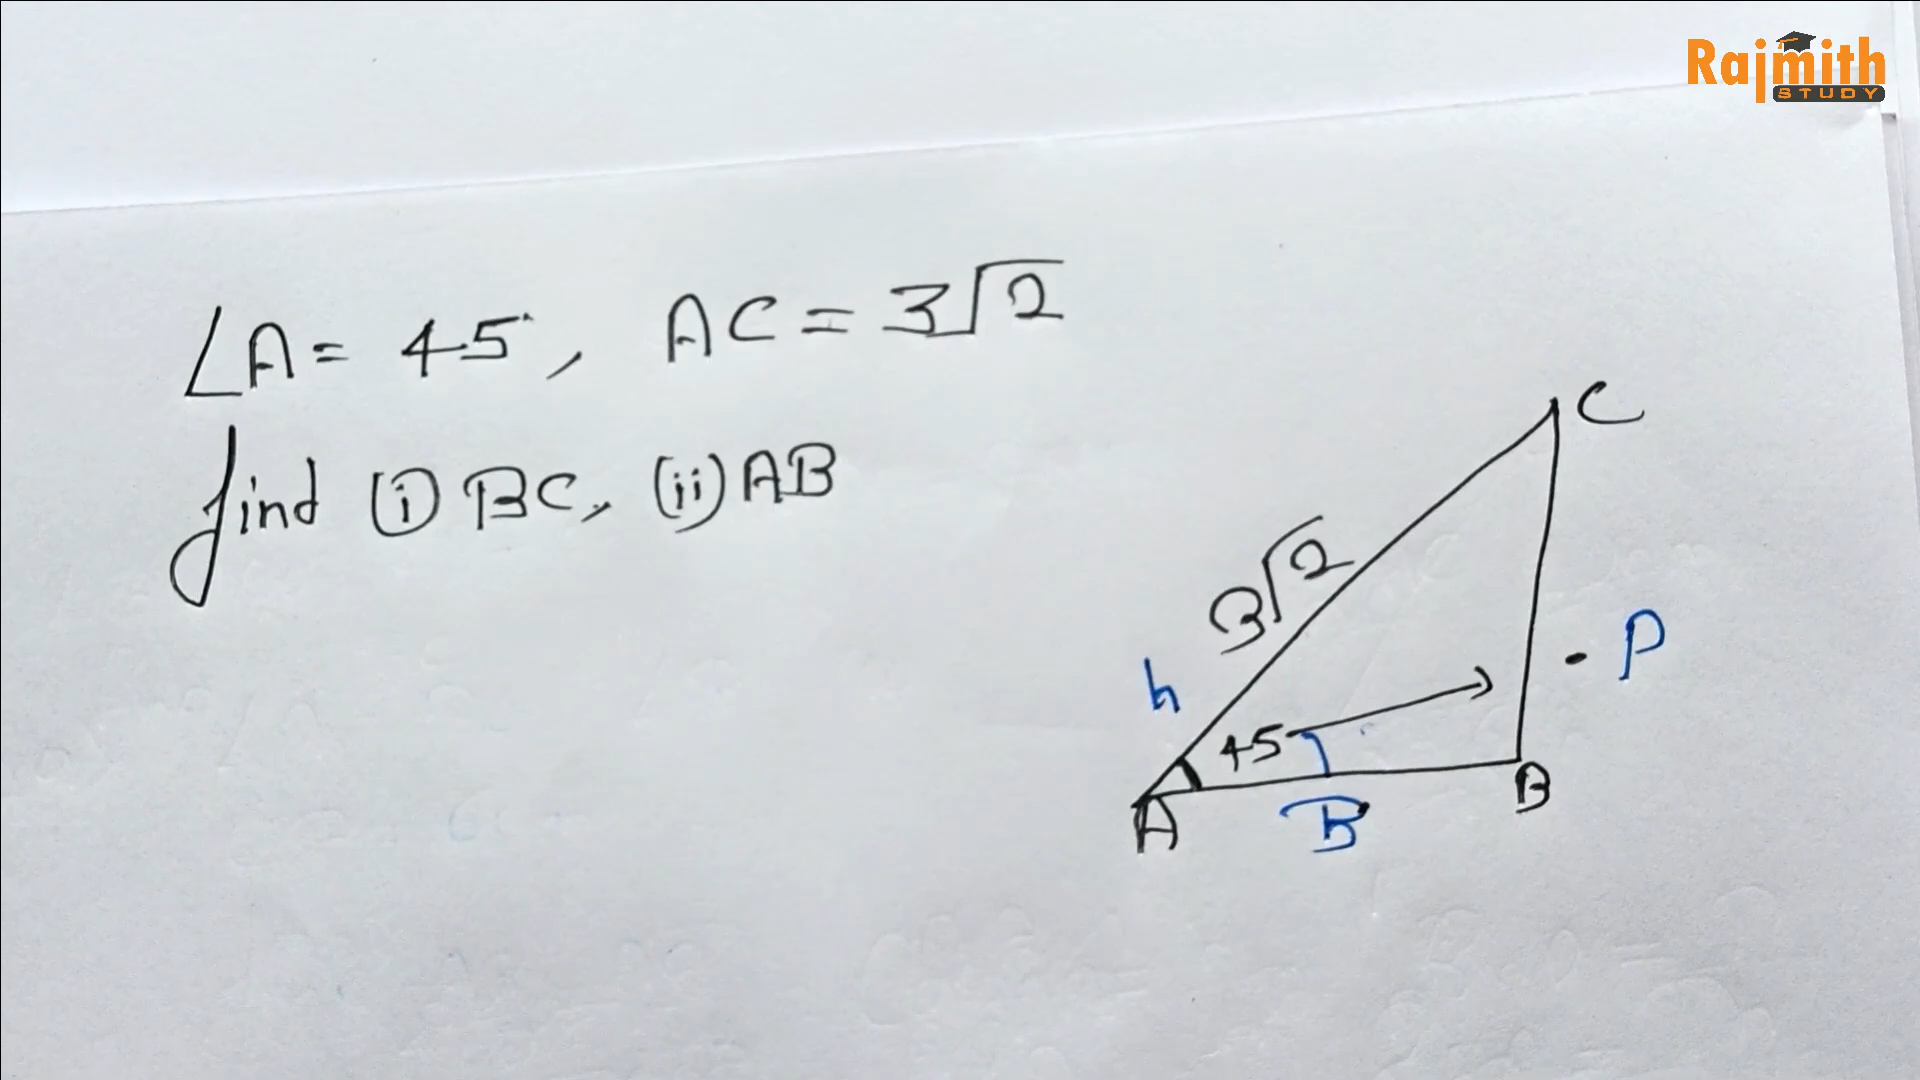 Rajmith
STUDY
∠A = 45°, AC = 3√2
find (i) BC, (ii) AB
C
3√2
h
P
45
A
B
B